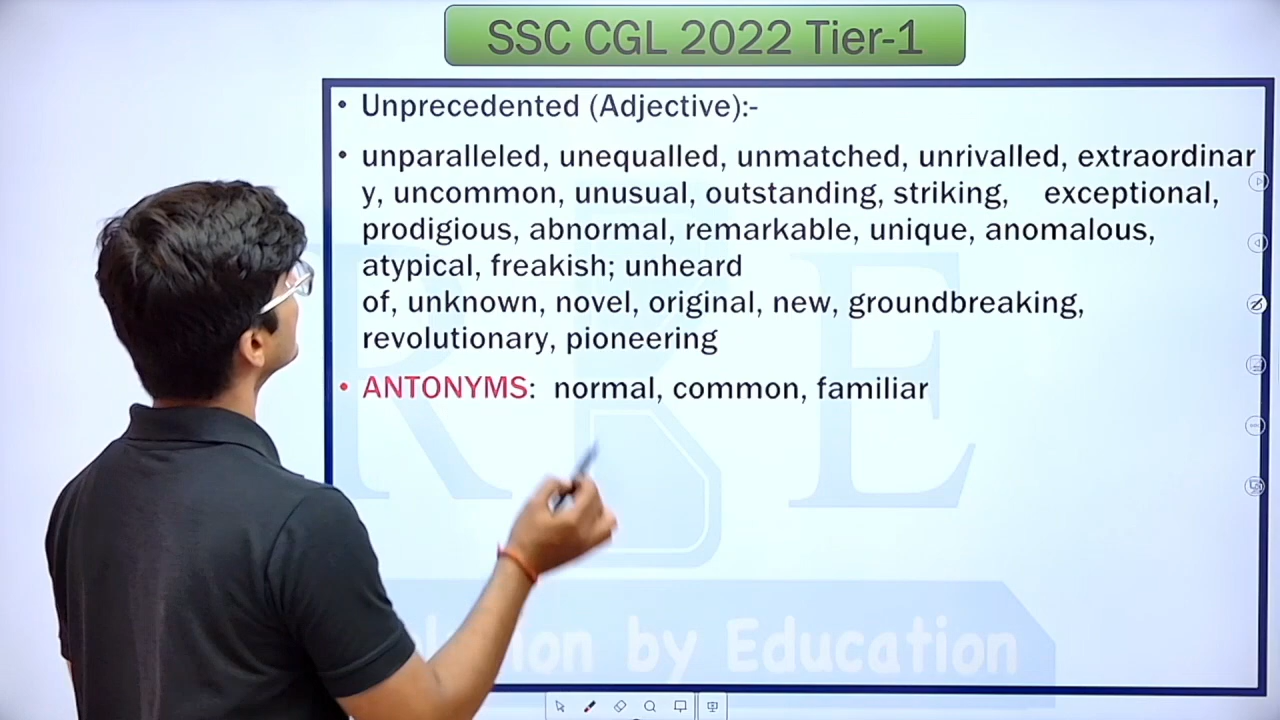 SSC CGL 2022 Tier-1
• Unprecedented (Adjective):-
• unparalleled, unequalled, unmatched, unrivalled, extraordinar
y, uncommon, unusual, outstanding, striking, exceptional,
prodigious, abnormal, remarkable, unique, anomalous,
atypical, freakish; unheard
of, unknown, novel, original, new, groundbreaking,
revolutionary, pioneering
• ANTONYMS: normal, common, familiar
R E
by Education